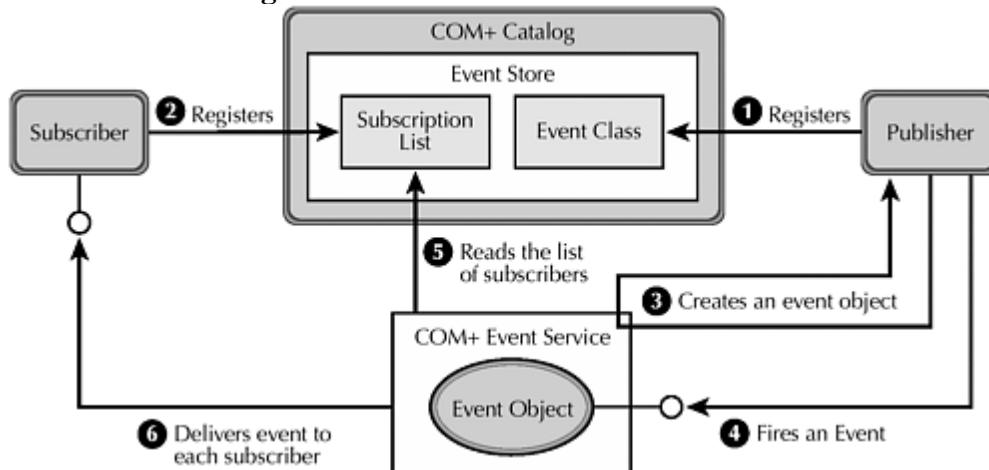 COM+ Catalog
Event Store
Subscriber
2 Registers
Subscription
List
Event Class
1 Registers
Publisher
5 Reads the list
of subscribers
3 Creates an event object
COM+ Event Service
Event Object
6 Delivers event to
each subscriber
4 Fires an Event